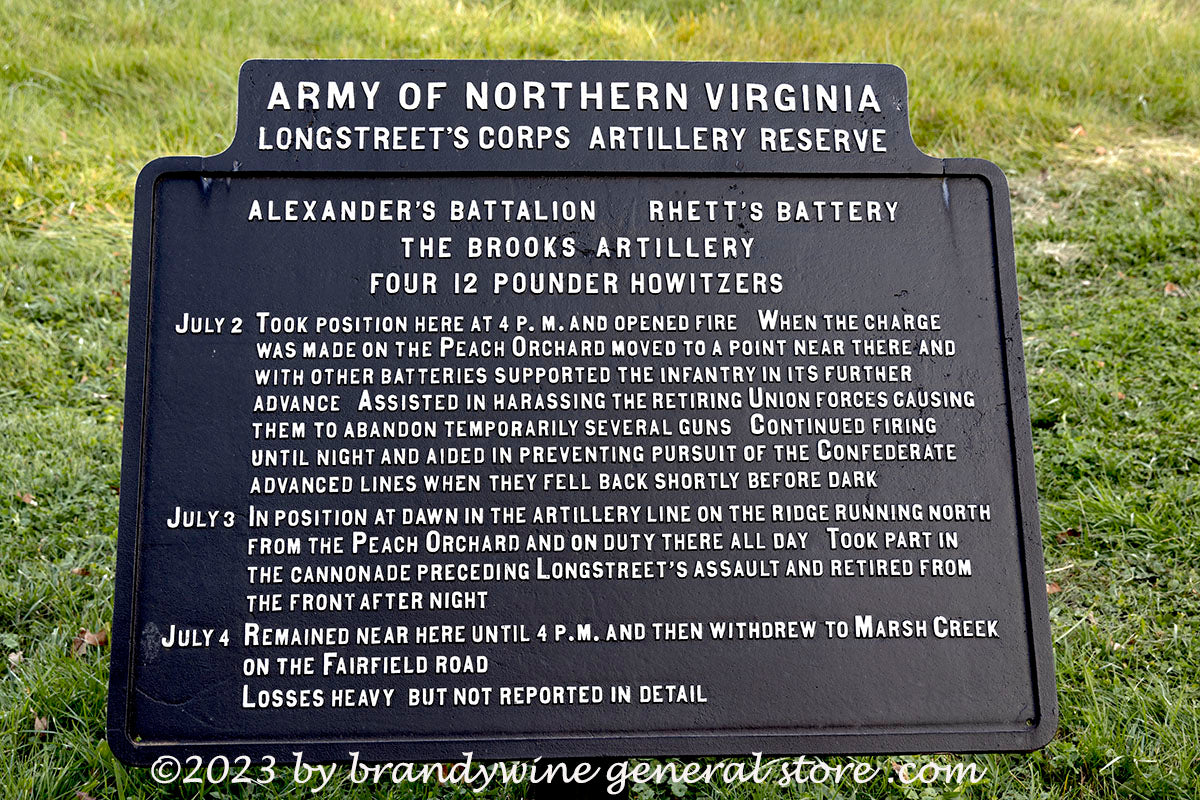 ARMY OF NORTHERN VIRGINIA
LONGSTREET'S CORPS ARTILLERY RESERVE
ALEXANDER'S BATTALION RHETT'S BATTERY
THE BROOKS ARTILLERY
FOUR 12 POUNDER HOWITZERS
JULY 2 TOOK POSITION HERE AT 4 P. M. AND OPENED FIRE WHEN THE CHARGE
WAS MADE ON THE PEACH ORCHARD MOVED TO A POINT NEAR THERE AND
WITH OTHER BATTERIES SUPPORTED THE INFANTRY IN ITS FURTHER
ADVANCE ASSISTED IN HARASSING THE RETIRING UNION FORCES CAUSING
THEM TO ABANDON TEMPORARILY SEVERAL GUNS CONTINUED FIRING
UNTIL NIGHT AND AIDED IN PREVENTING PURSUIT OF THE CONFEDERATE
ADVANCED LINES WHEN THEY FELL BACK SHORTLY BEFORE DARK
JULY 3 IN POSITION AT DAWN IN THE ARTILLERY LINE ON THE RIDGE RUNNING NORTH
FROM THE PEACH ORCHARD AND ON DUTY THERE ALL DAY TOOK PART IN
THE CANNONADE PRECEDING LONGSTREET'S ASSAULT AND RETIRED FROM
THE FRONT AFTER NIGHT
JULY 4 REMAINED NEAR HERE UNTIL 4 P.M. AND THEN WITHDREW TO MARSH CREEK
ON THE FAIRFIELD ROAD
LOSSES HEAVY BUT NOT REPORTED IN DETAIL
©2023 by brandywine general store .com